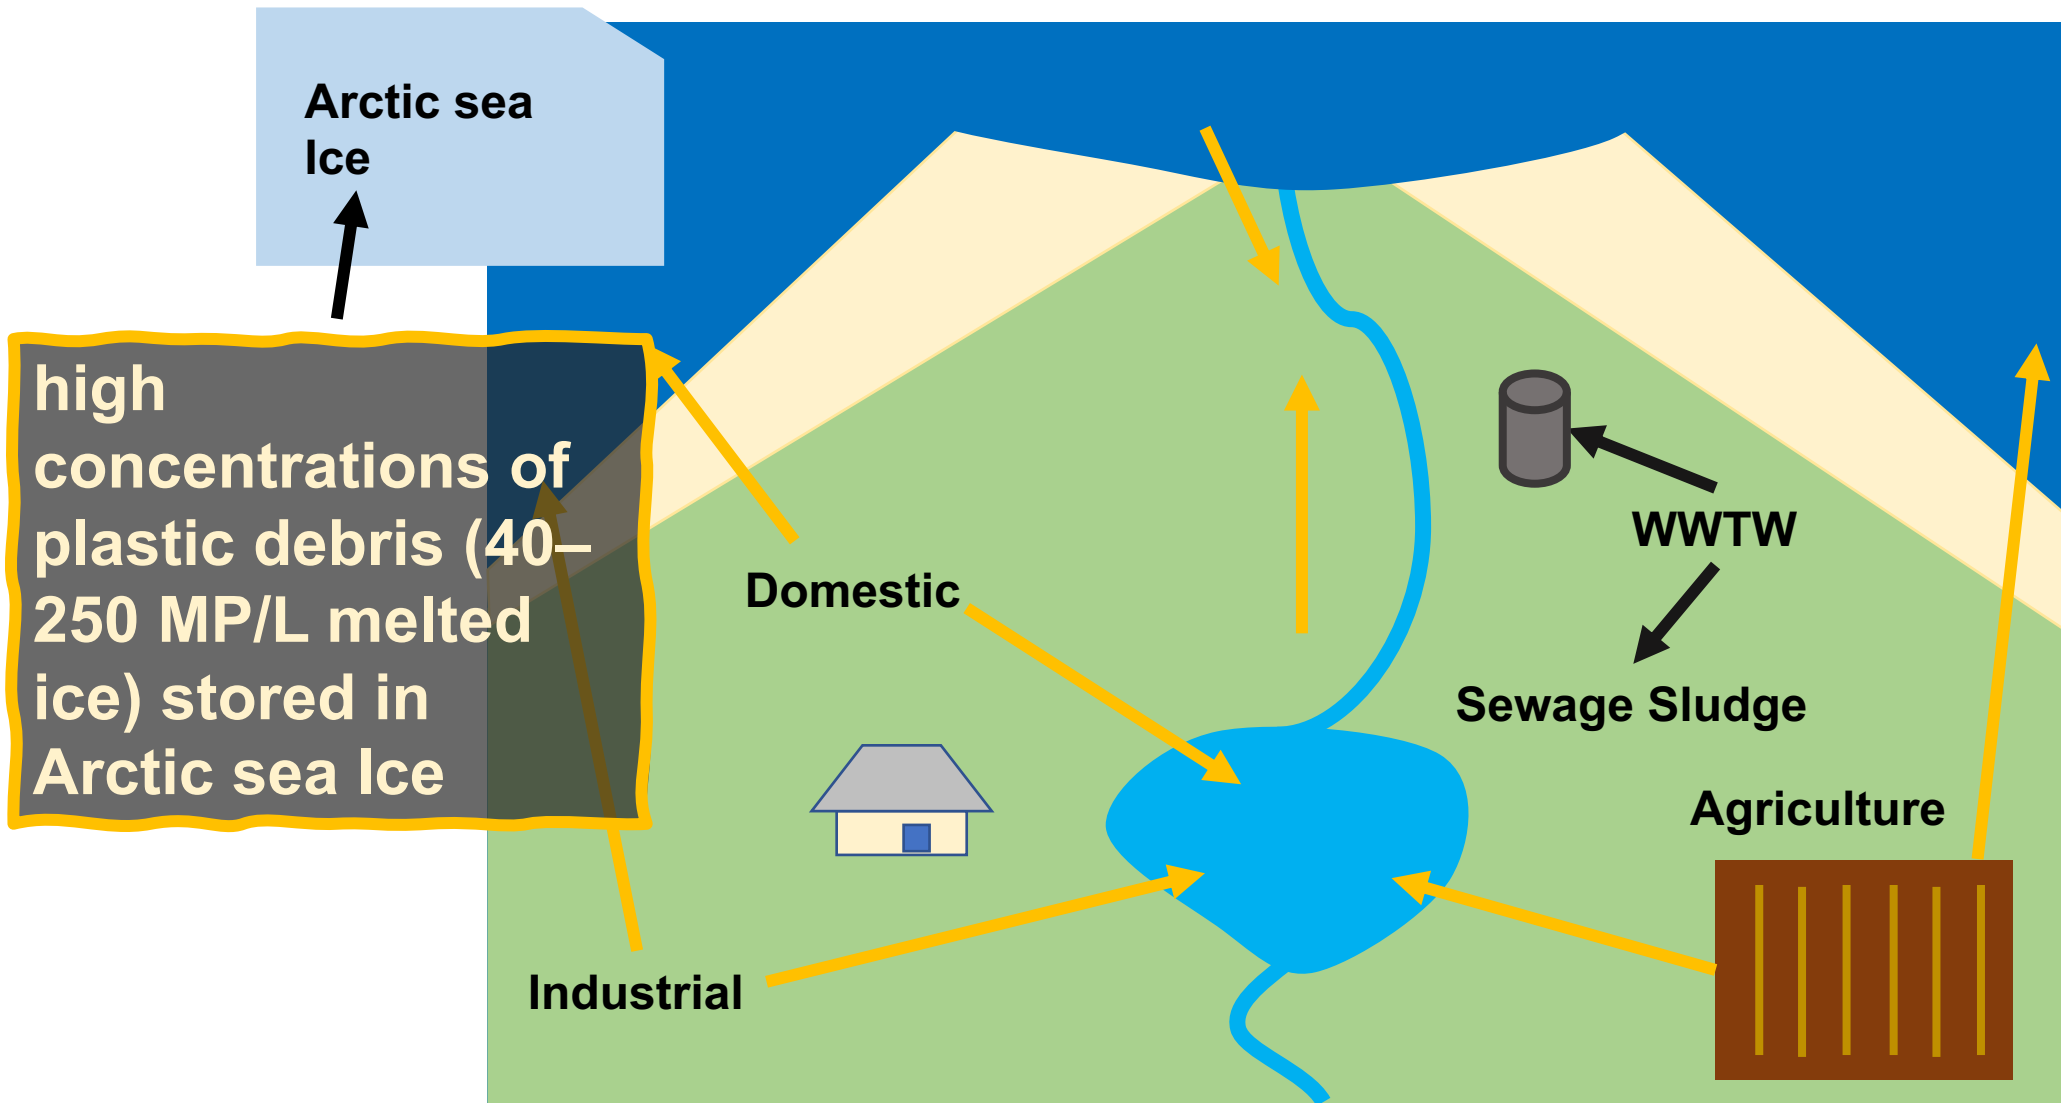 Arctic sea
Ice
high
concentrations of
plastic debris (40–
250 MP/L melted
ice) stored in
Arctic sea Ice
Domestic
WWTW
Sewage Sludge
Agriculture
Industrial